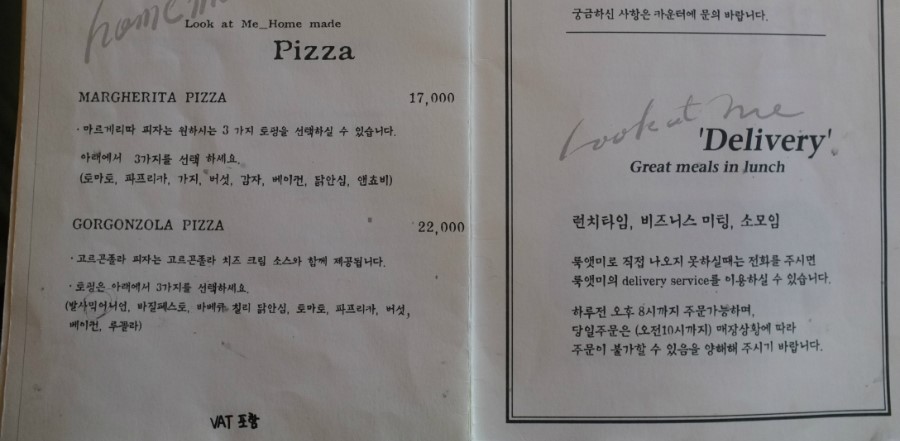 home m
Look at Me_Home made
Pizza
MARGHERITA PIZZA 17,000
· 마르게리따 피자는 원하시는 3 가지 토핑을 선택하실 수 있습니다.
아래에서 3가지를 선택 하세요.
(토마토, 파프리카, 가지, 버섯, 감자, 베이컨, 닭안심, 앤쵸비)
GORGONZOLA PIZZA 22,000
· 고르곤졸라 피자는 고르곤졸라 치즈 크림 소스와 함께 제공됩니다.
· 토핑은 아래에서 3가지를 선택하세요.
(발사믹어니언, 바질페스토, 바베큐 칠리 닭안심, 토마토, 파프리카, 버섯,
베이컨, 루꼴라)
VAT 포함
궁금하신 사항은 카운터에 문의 바랍니다.
Look at me
'Delivery'
Great meals in lunch
런치타임, 비즈니스 미팅, 소모임
룩앳미로 직접 나오지 못하실때는 전화를 주시면
룩앳미의 delivery service를 이용하실 수 있습니다.
하루전 오후 8시까지 주문가능하며,
당일주문은 (오전10시까지) 매장상황에 따라
주문이 불가할 수 있음을 양해해 주시기 바랍니다.